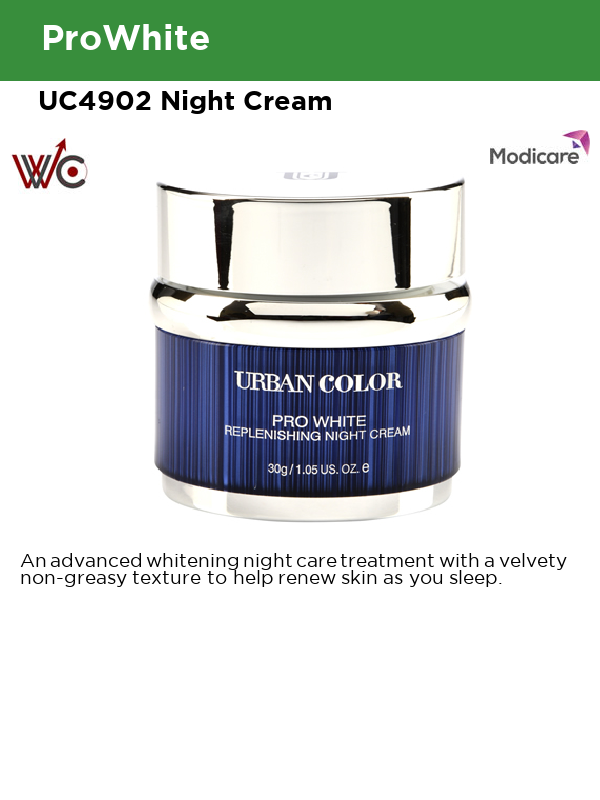 ProWhite
UC4902 Night Cream
WC
Modicare
URBAN COLOR
PRO WHITE
REPLENISHING NIGHT CREAM
30g/1.05 US. OZ. e
An advanced whitening night care treatment with a velvety
non-greasy texture to help renew skin as you sleep.